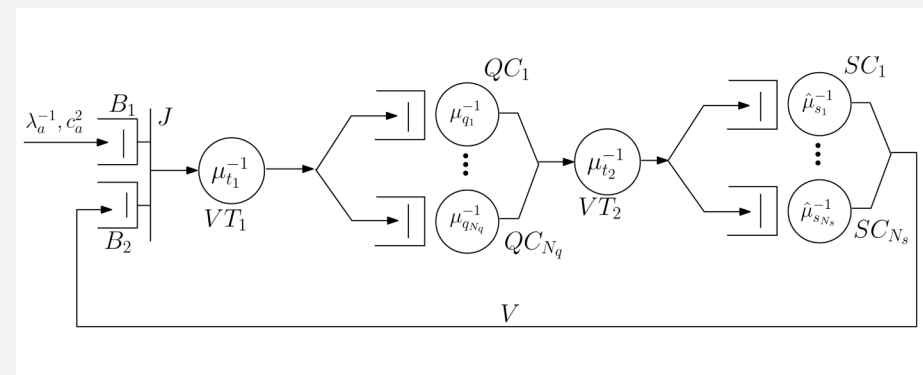 λ_a^{-1}, c_a^2
B_1
J
B_2
μ_{t_1}^{-1}
VT_1
QC_1
μ_{q_1}^{-1}
μ_{q_{N_q}}^{-1}
QC_{N_q}
μ_{t_2}^{-1}
VT_2
SC_1
μ̂_{s_1}^{-1}
μ̂_{s_{N_s}}^{-1}
SC_{N_s}
V